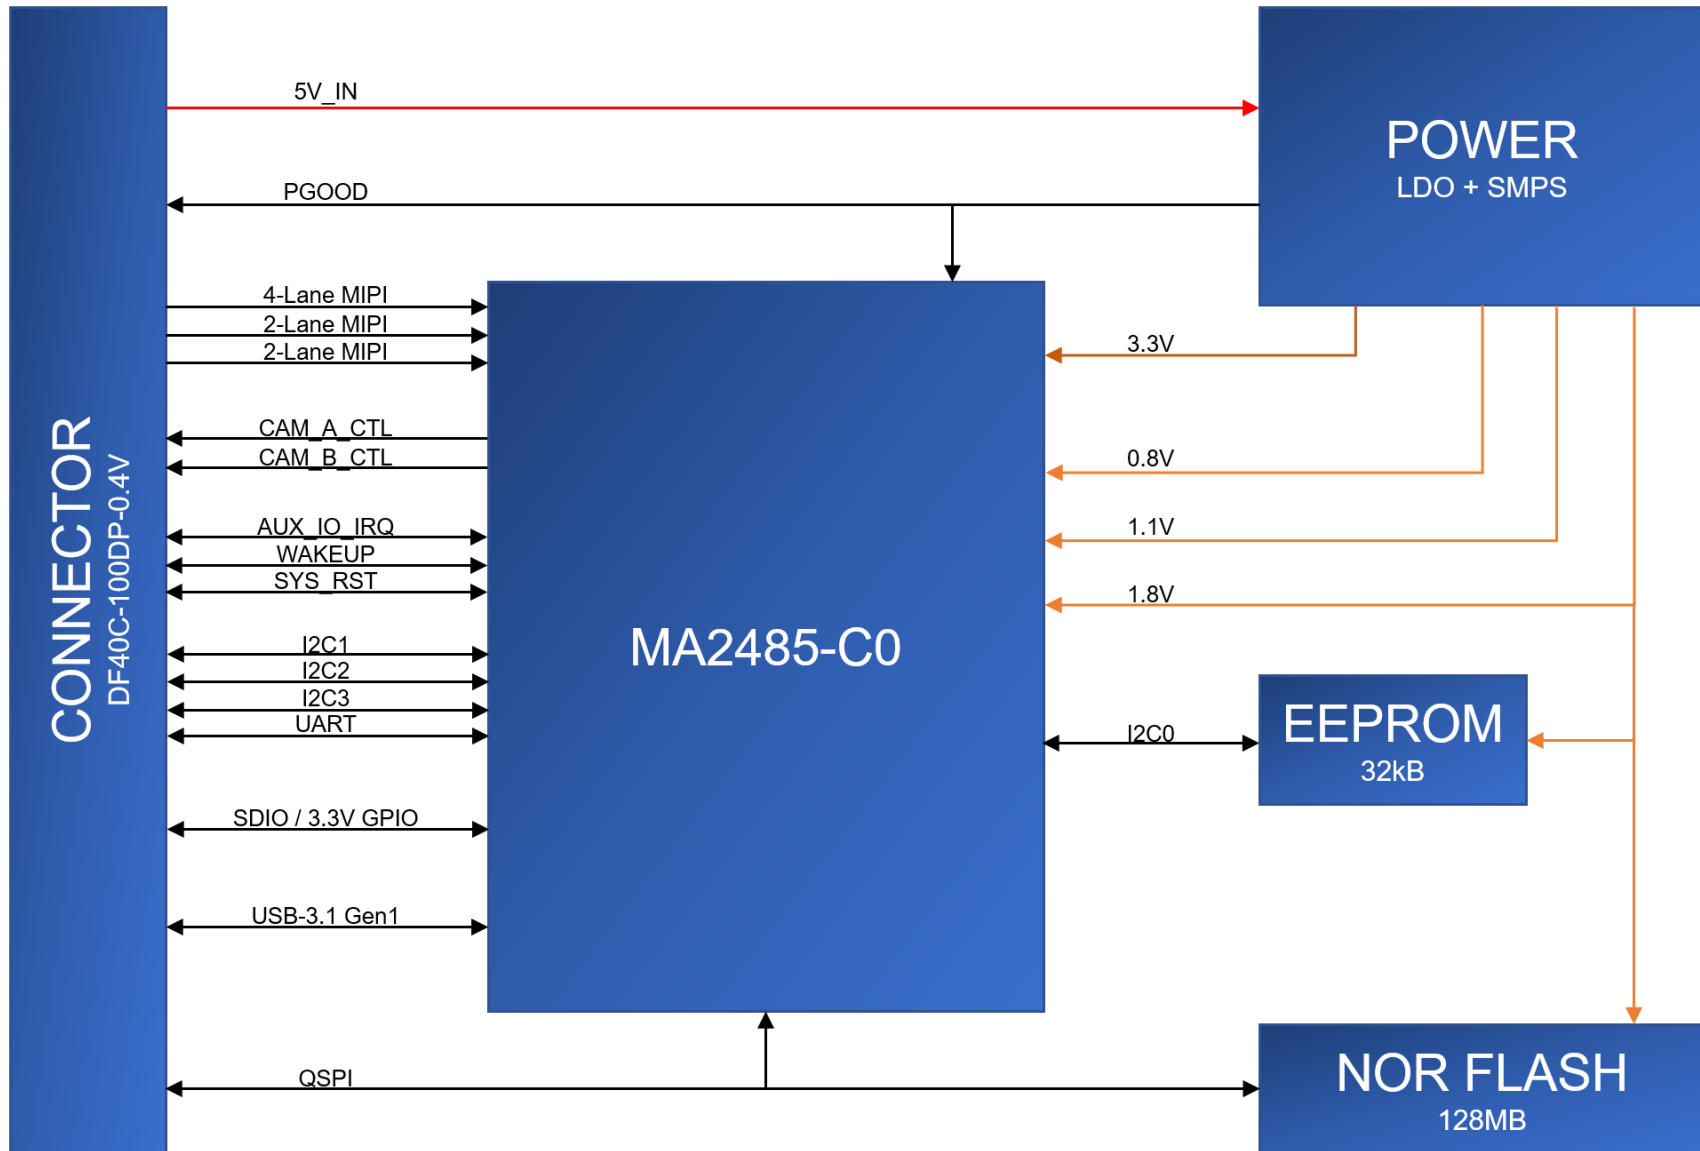 5V_IN
POWER
LDO + SMPS
PGOOD
4-Lane MIPI
2-Lane MIPI
2-Lane MIPI
3.3V
CAM_A_CTL
CAM_B_CTL
0.8V
CONNECTOR
DF40C-100DP-0.4V
AUX_IO_IRQ
WAKEUP
SYS_RST
1.1V
1.8V
I2C1
I2C2
I2C3
UART
MA2485-C0
I2C0
EEPROM
32kB
SDIO / 3.3V GPIO
USB-3.1 Gen1
QSPI
NOR FLASH
128MB